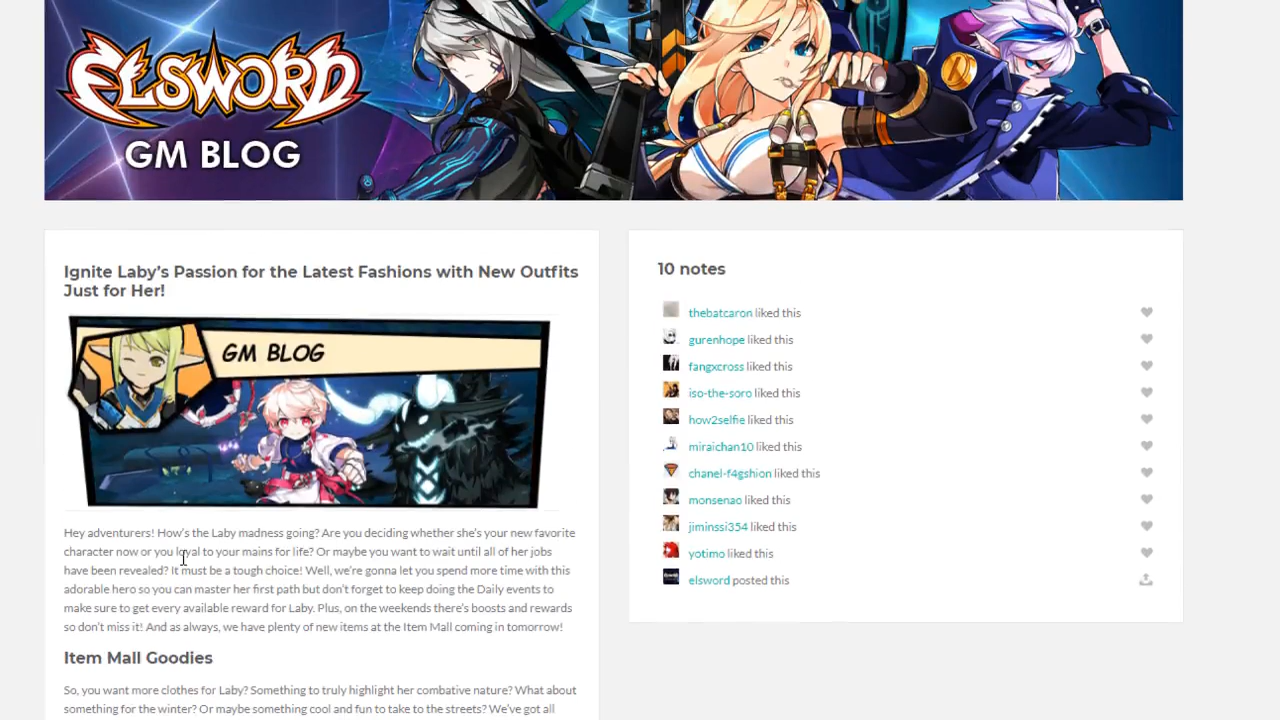 ELSWORD
GM BLOG
Ignite Laby's Passion for the Latest Fashions with New Outfits
Just for Her!
GM BLOG
Hey adventurers! How's the Laby madness going? Are you deciding whether she's your new favorite
character now or you loyal to your mains for life? Or maybe you want to wait until all of her jobs
have been revealed? It must be a tough choice! Well, we're gonna let you spend more time with this
adorable hero so you can master her first path but don't forget to keep doing the Daily events to
make sure to get every available reward for Laby. Plus, on the weekends there's boosts and rewards
so don't miss it! And as always, we have plenty of new items at the Item Mall coming in tomorrow!
Item Mall Goodies
So, you want more clothes for Laby? Something to truly highlight her combative nature? What about
something for the winter? Or maybe something cool and fun to take to the streets? We've got all
10 notes
thebatcaron liked this
gurenhope liked this
fangxcross liked this
iso-the-soro liked this
how2selfie liked this
miraichan10 liked this
chanel-f4gshion liked this
monsenao liked this
jiminssi354 liked this
yotimo liked this
elsword posted this